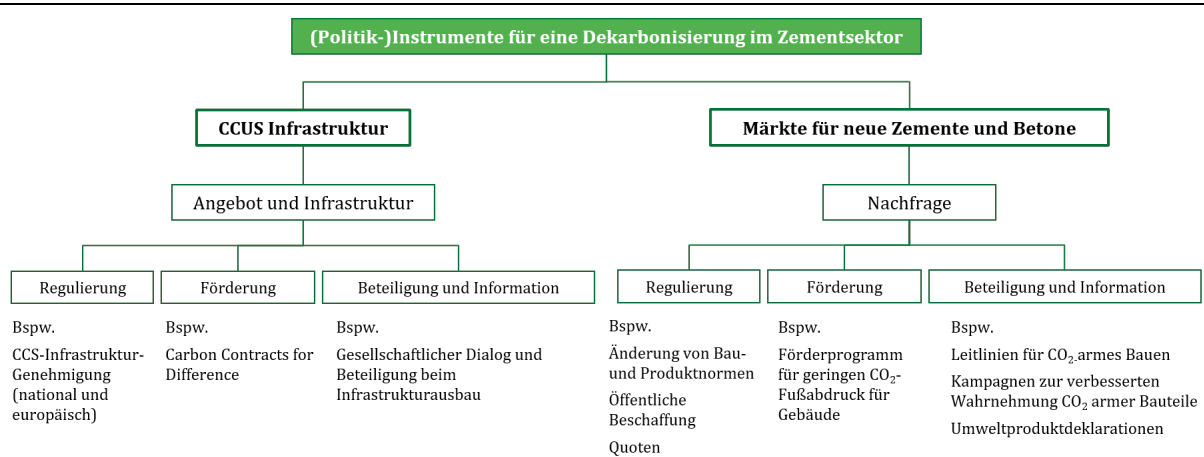 (Politik-)Instrumente für eine Dekarbonisierung im Zementsektor
CCUS Infrastruktur
Märkte für neue Zemente und Betone
Angebot und Infrastruktur
Nachfrage
Regulierung
Förderung
Beteiligung und Information
Regulierung
Förderung
Beteiligung und Information
Bspw.
CCS-Infrastruktur-
Genehmigung
(national und
europäisch)
Bspw.
Carbon Contracts for
Difference
Bspw.
Gesellschaftlicher Dialog und
Beteiligung beim
Infrastrukturausbau
Bspw.
Änderung von Bau-
und Produktnormen
Öffentliche
Beschaffung
Quoten
Bspw.
Förderprogramm
für geringen CO₂-
Fußabdruck für
Gebäude
Bspw.
Leitlinien für CO₂-armes Bauen
Kampagnen zur verbesserten
Wahrnehmung CO₂ armer Bauteile
Umweltproduktdeklarationen